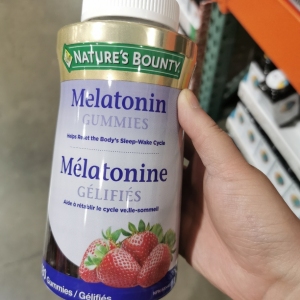 NATURE'S BOUNTY
Melatonin
GUMMIES
Helps Reset the Body's Sleep-Wake Cycle
Mélatonine
GÉLIFIÉS
Aide à rétablir le cycle veille-sommeil
Gummies / Gélifiés